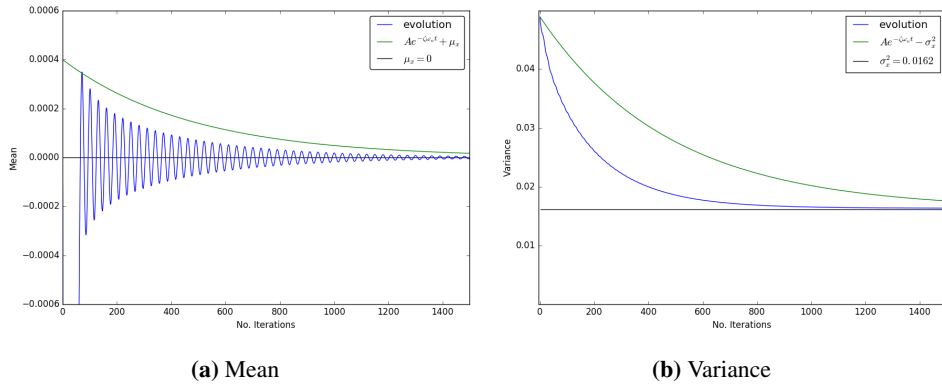 0.0006
0.0004
0.0002
0.0000
−0.0002
−0.0004
−0.0006
Mean
0
200
400
600
800
1000
1200
1400
No. Iterations
evolution
Ae^{−ζω_n t} + μ_x
μ_x = 0
(a) Mean
0.04
0.03
0.02
0.01
Variance
0
200
400
600
800
1000
1200
1400
No. Iterations
evolution
Ae^{−ζω_n t} − σ_x^2
σ_x^2 = 0.0162
(b) Variance